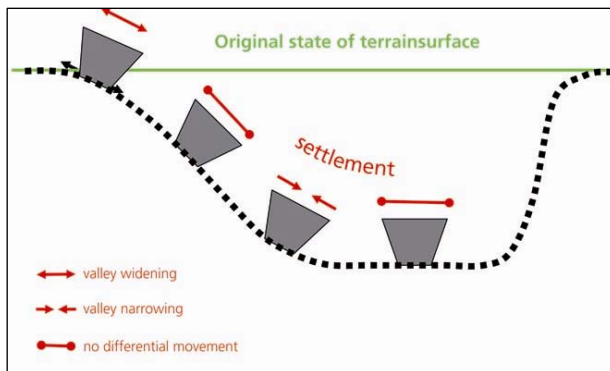 Original state of terrainsurface
settlement
valley widening
valley narrowing
no differential movement